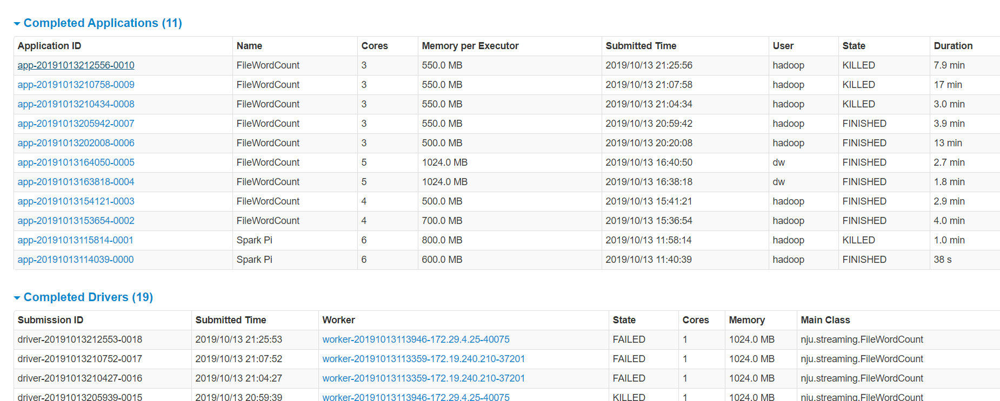 Completed Applications (11)
Application ID Name Cores Memory per Executor Submitted Time User State Duration
app-20191013212556-0010 FileWordCount 3 550.0 MB 2019/10/13 21:25:56 hadoop KILLED 7.9 min
app-20191013210758-0009 FileWordCount 3 550.0 MB 2019/10/13 21:07:58 hadoop KILLED 17 min
app-20191013210434-0008 FileWordCount 3 550.0 MB 2019/10/13 21:04:34 hadoop KILLED 3.0 min
app-20191013205942-0007 FileWordCount 3 550.0 MB 2019/10/13 20:59:42 hadoop FINISHED 3.9 min
app-20191013202008-0006 FileWordCount 3 500.0 MB 2019/10/13 20:20:08 hadoop FINISHED 13 min
app-20191013164050-0005 FileWordCount 5 1024.0 MB 2019/10/13 16:40:50 dw FINISHED 2.7 min
app-20191013163818-0004 FileWordCount 5 1024.0 MB 2019/10/13 16:38:18 dw FINISHED 1.8 min
app-20191013154121-0003 FileWordCount 4 500.0 MB 2019/10/13 15:41:21 hadoop FINISHED 2.9 min
app-20191013153654-0002 FileWordCount 4 700.0 MB 2019/10/13 15:36:54 hadoop FINISHED 4.0 min
app-20191013115814-0001 Spark Pi 6 800.0 MB 2019/10/13 11:58:14 hadoop KILLED 1.0 min
app-20191013114039-0000 Spark Pi 6 600.0 MB 2019/10/13 11:40:39 hadoop FINISHED 38 s
Completed Drivers (19)
Submission ID Submitted Time Worker State Cores Memory Main Class
driver-20191013212553-0018 2019/10/13 21:25:53 worker-20191013113946-172.29.4.25-40075 FAILED 1 1024.0 MB nju.streaming.FileWordCount
driver-20191013210752-0017 2019/10/13 21:07:52 worker-20191013113359-172.19.240.210-37201 FAILED 1 1024.0 MB nju.streaming.FileWordCount
driver-20191013210427-0016 2019/10/13 21:04:27 worker-20191013113359-172.19.240.210-37201 FAILED 1 1024.0 MB nju.streaming.FileWordCount
driver-20191013205939-0015 2019/10/13 20:59:39 worker-20191013113946-172.29.4.25-40075 KILLED 1 1024.0 MB nju.streaming.FileWordCount